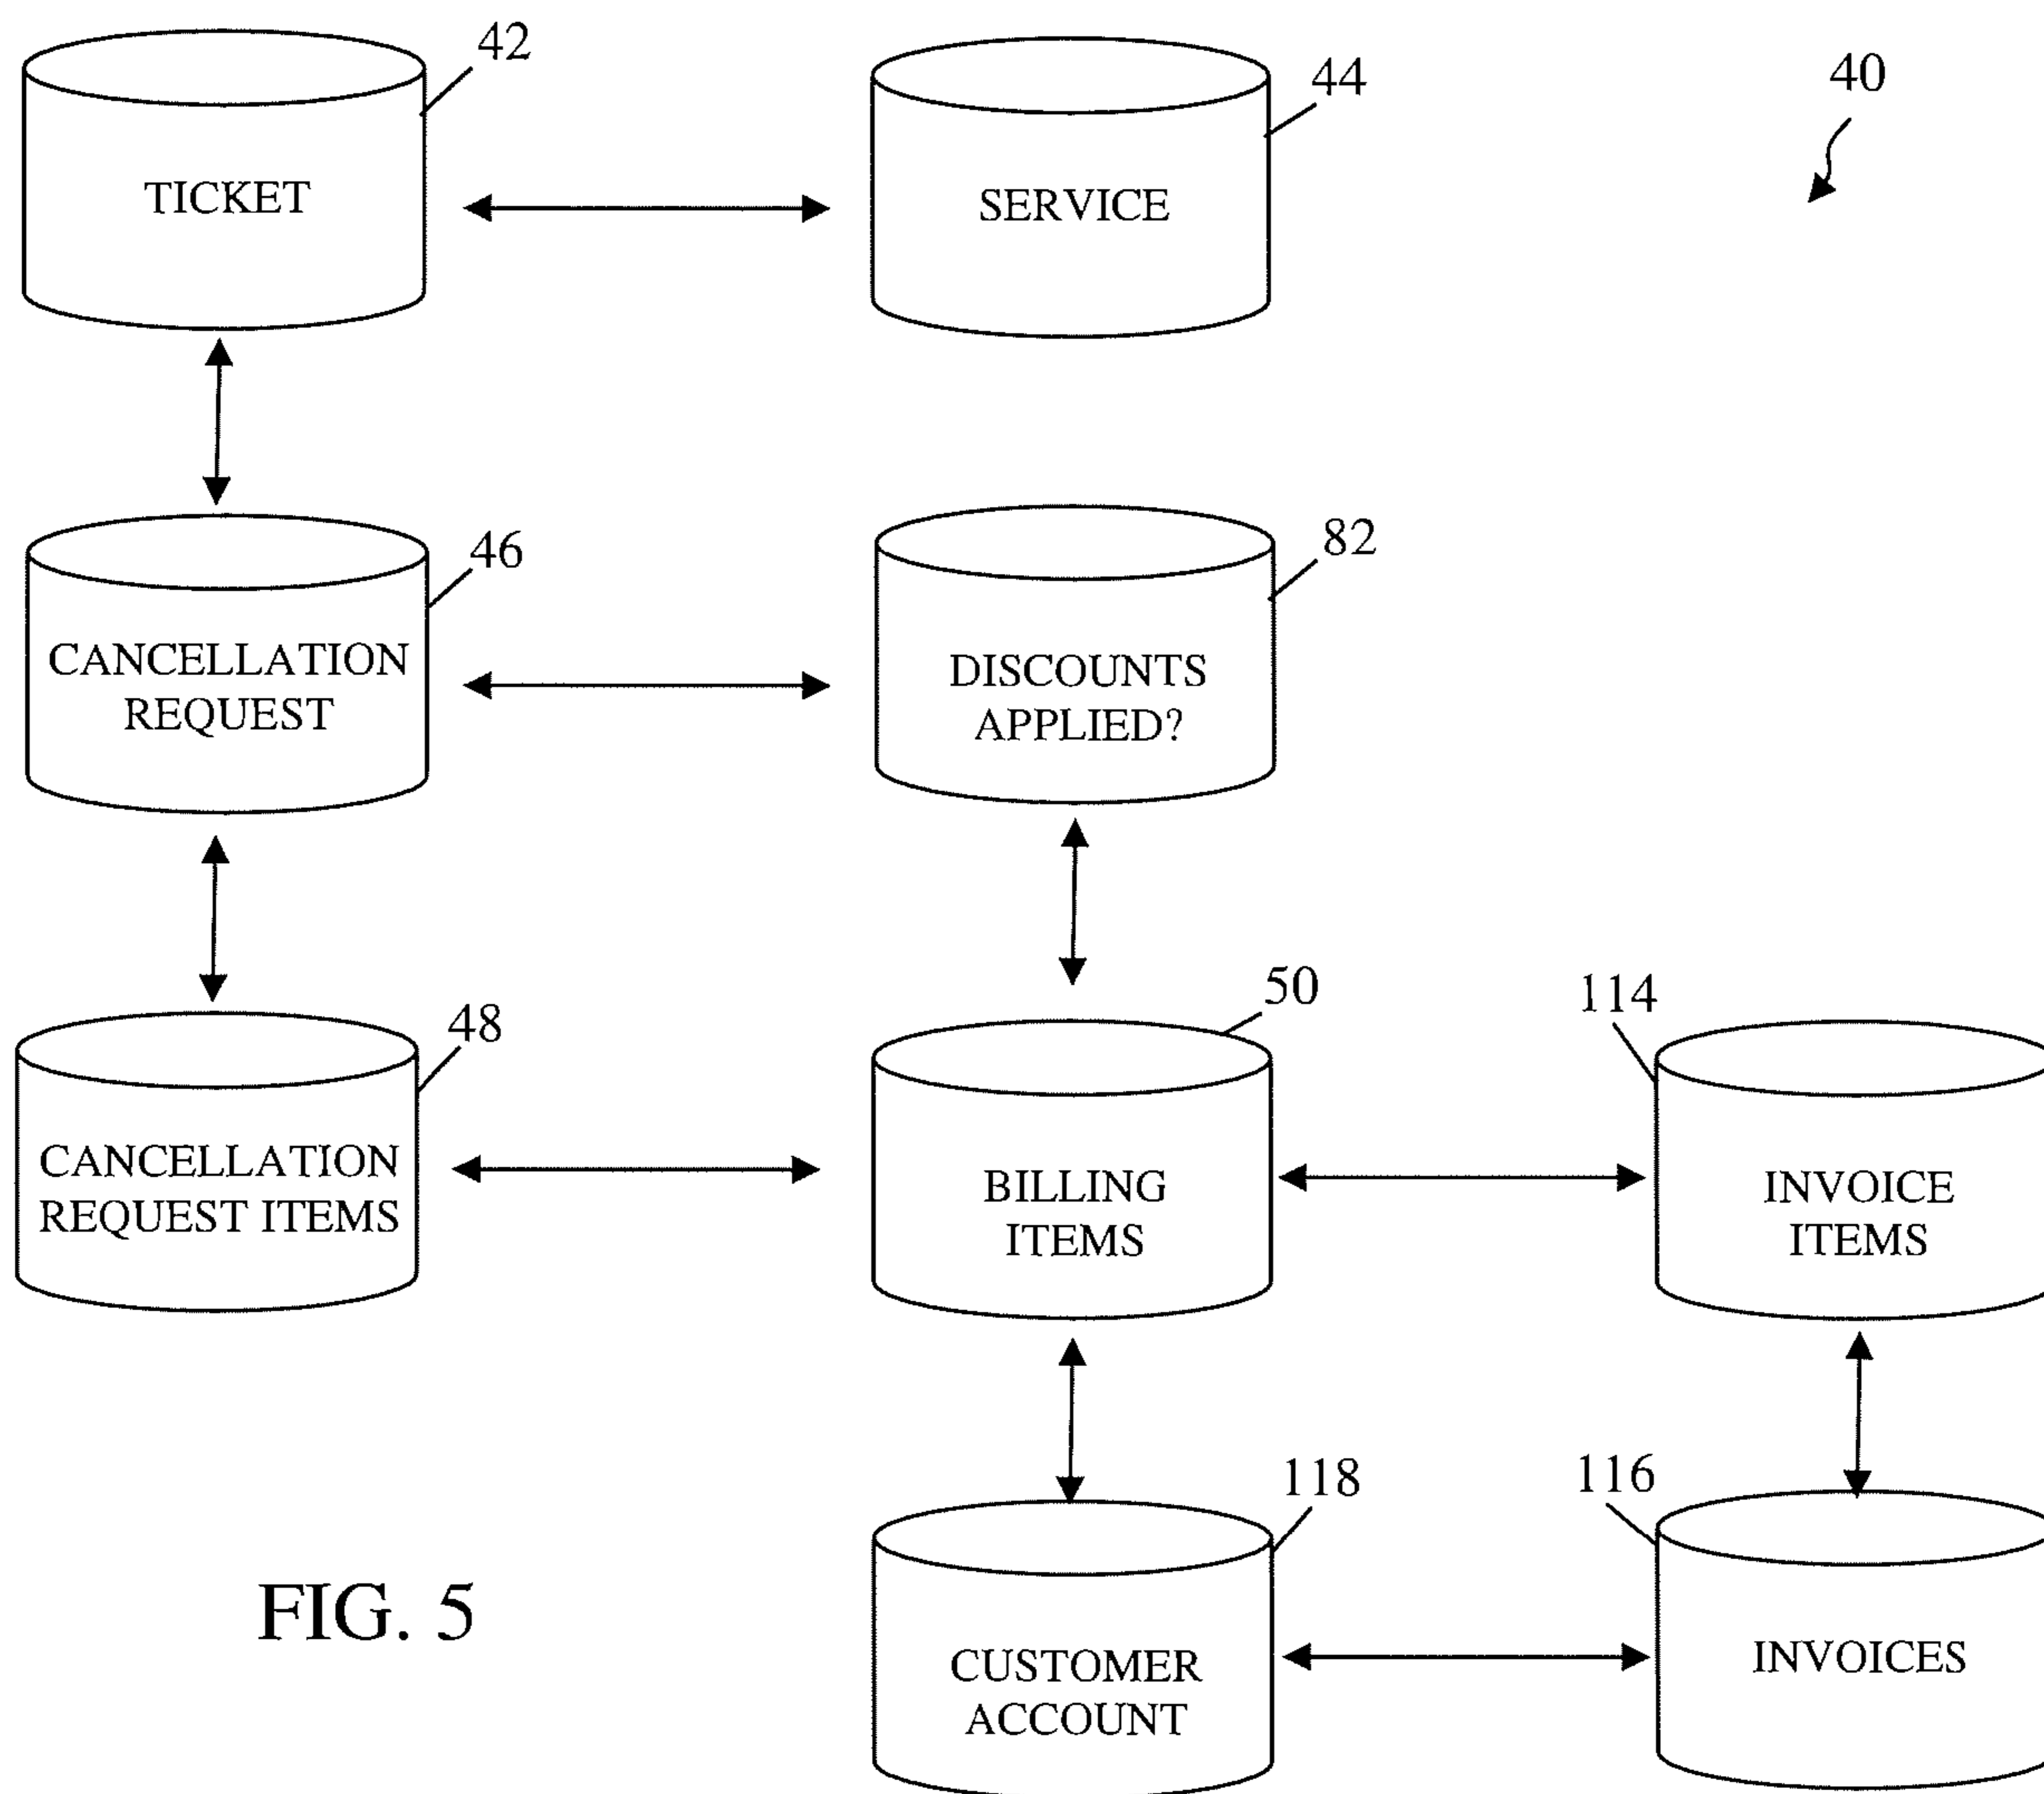 42
44
40
TICKET
SERVICE
46
82
CANCELLATION
REQUEST
DISCOUNTS
APPLIED?
48
50
114
CANCELLATION
REQUEST ITEMS
BILLING
ITEMS
INVOICE
ITEMS
118
116
FIG. 5
CUSTOMER
ACCOUNT
INVOICES